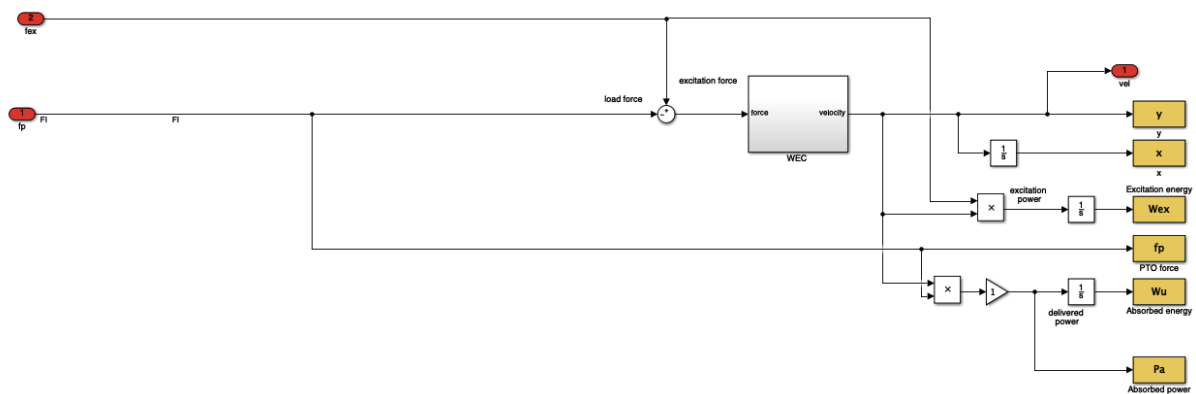 2
fex
1
fp
Fl
Fl
load force
excitation force
- +
force
velocity
WEC
1
vel
y
y
1
s
x
x
excitation
power
×
1
s
Excitation energy
Wex
fp
PTO force
×
1
1
s
delivered
power
Wu
Absorbed energy
Pa
Absorbed power